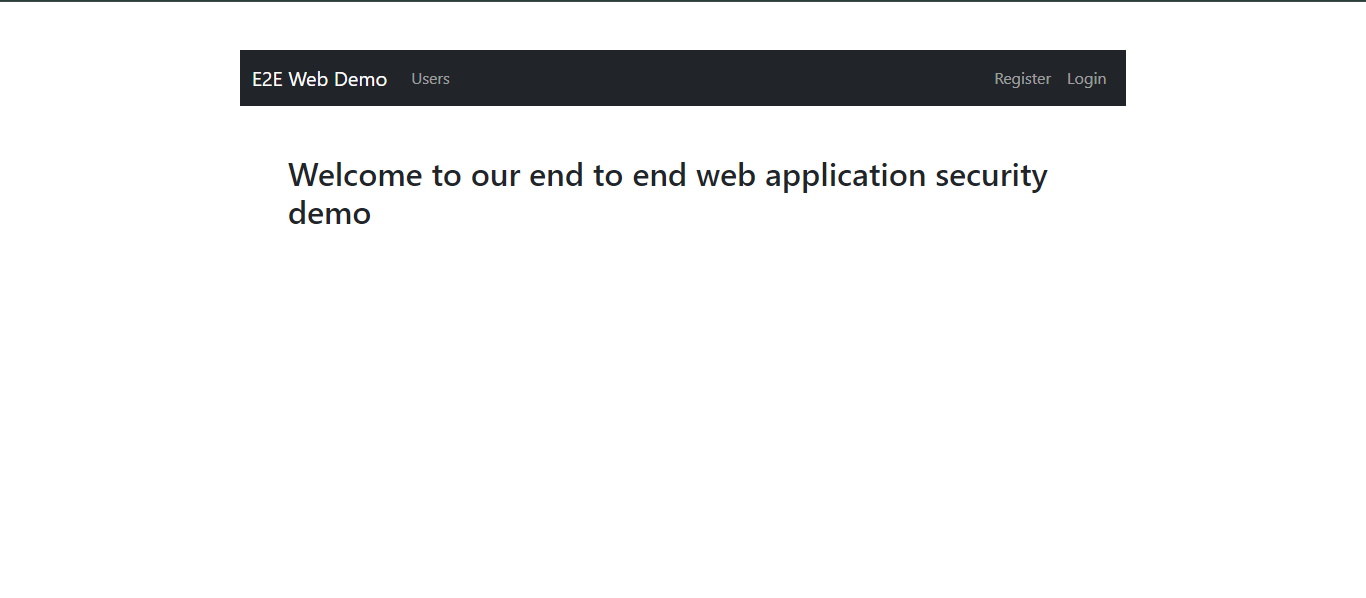 E2E Web Demo Users Register Login
Welcome to our end to end web application security
demo